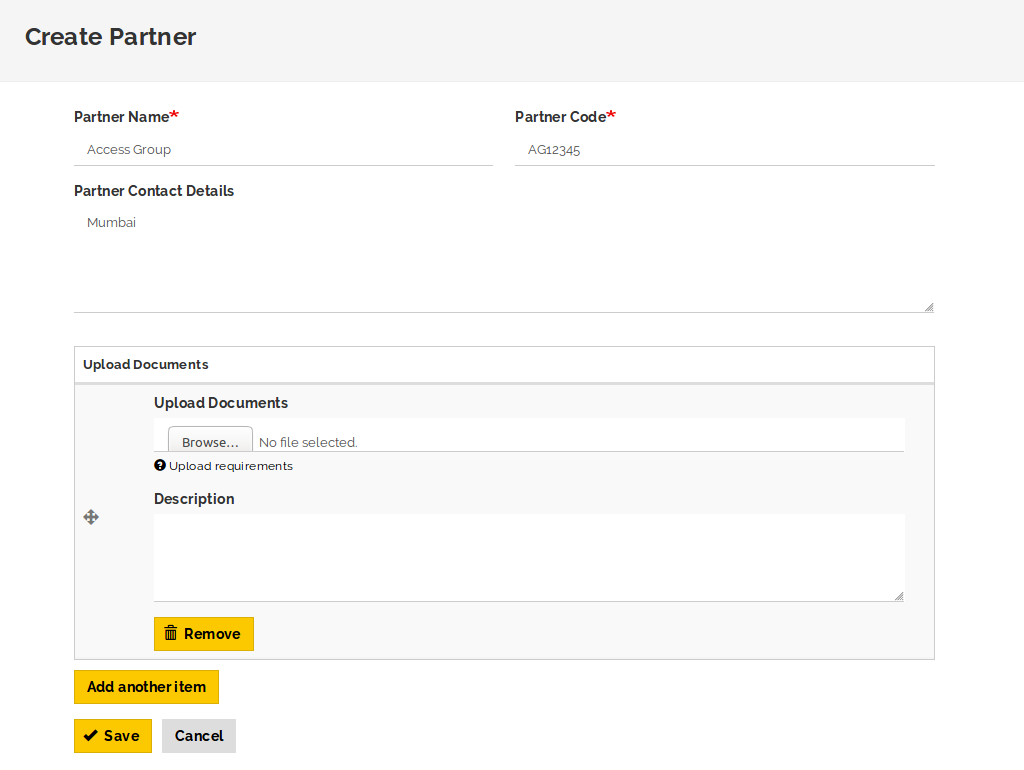 Create Partner
Partner Name* Partner Code*
Access Group AG12345
Partner Contact Details
Mumbai
Upload Documents
Upload Documents
Browse... No file selected.
Upload requirements
Description
Remove
Add another item
Save Cancel